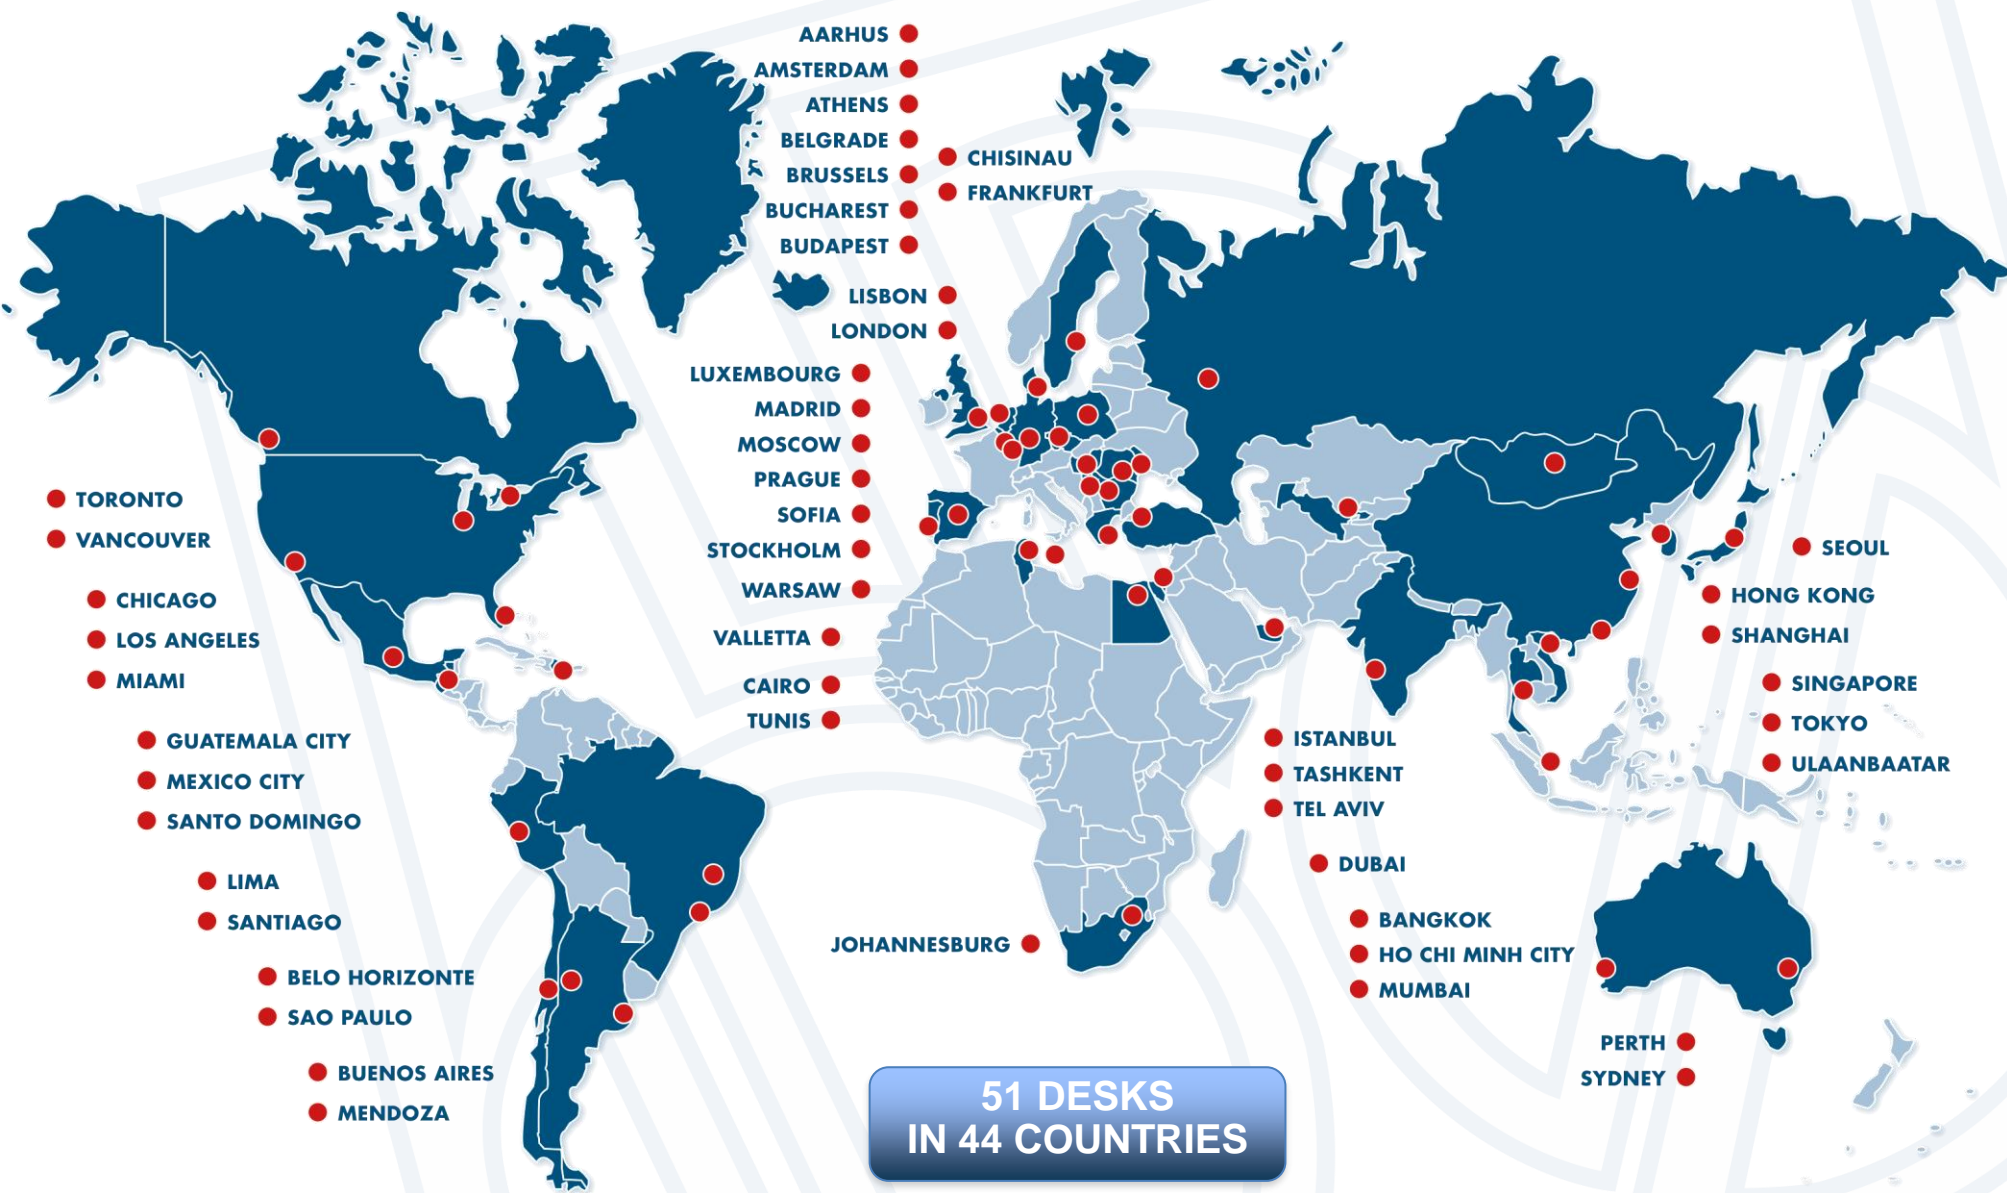 AARHUS
AMSTERDAM
ATHENS
BELGRADE
BRUSSELS
BUCHAREST
BUDAPEST
CHISINAU
FRANKFURT
LISBON
LONDON
LUXEMBOURG
MADRID
MOSCOW
PRAGUE
SOFIA
STOCKHOLM
WARSAW
VALLETTA
CAIRO
TUNIS
TORONTO
VANCOUVER
CHICAGO
LOS ANGELES
MIAMI
GUATEMALA CITY
MEXICO CITY
SANTO DOMINGO
LIMA
SANTIAGO
BELO HORIZONTE
SAO PAULO
BUENOS AIRES
MENDOZA
JOHANNESBURG
ISTANBUL
TASHKENT
TEL AVIV
DUBAI
BANGKOK
HO CHI MINH CITY
MUMBAI
SEOUL
HONG KONG
SHANGHAI
SINGAPORE
TOKYO
ULAANBAATAR
PERTH
SYDNEY
51 DESKS
IN 44 COUNTRIES